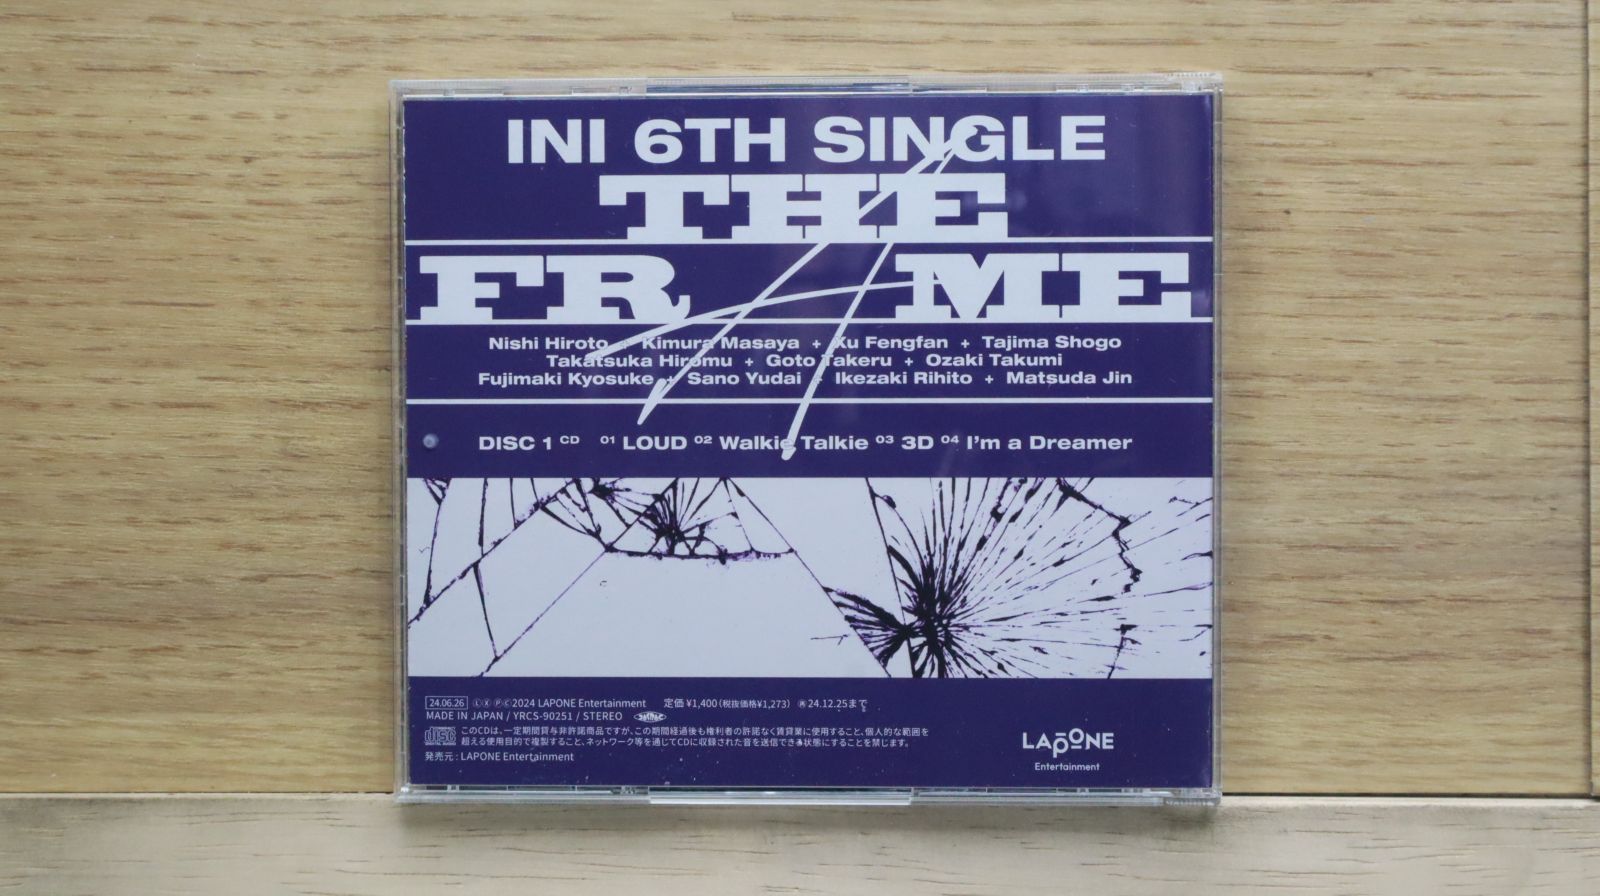 INI 6TH SINGLE
THE
FRAME
Nishi Hiroto + Kimura Masaya + Xu Fengfan + Tajima Shogo
Takatsuka Hiromu + Goto Takeru + Ozaki Takumi
Fujimaki Kyosuke + Sano Yudai + Ikezaki Rihito + Matsuda Jin
DISC 1 CD 01 LOUD 02 Walkie Talkie 03 3D 04 I'm a Dreamer
24.06.26 ⓁⓍⓅⒸ2024 LAPONE Entertainment 定価 ¥1,400(税抜価格¥1,273) ㊖24.12.25まで
MADE IN JAPAN / YRCS-90251 / STEREO
このCDは、一定期間貸与非許諾商品ですが、この期間経過後も権利者の許諾なく賃貸業に使用すること、個人的な範囲を
超える使用目的で複製すること、ネットワーク等を通じてCDに収録された音を送信できる状態にすることを禁じます。
発売元 : LAPONE Entertainment
LAPONE
Entertainment